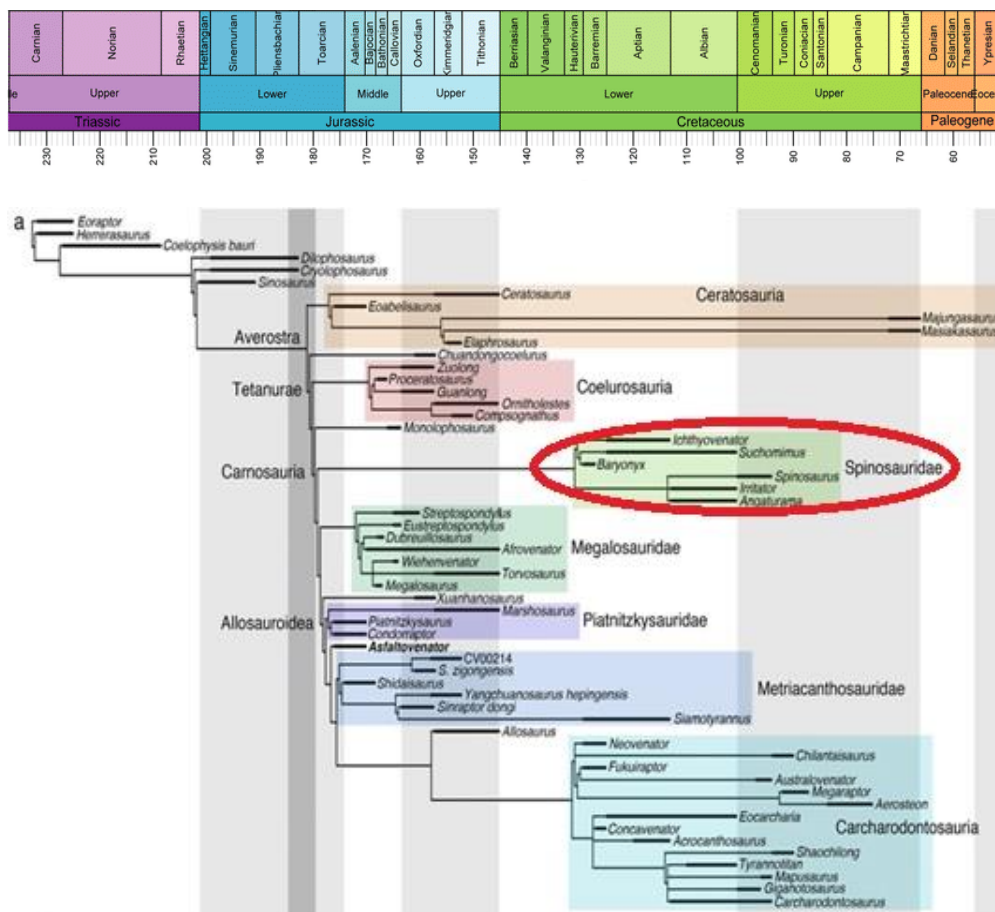 Carnian
Norian
Rhaetian
Hettangian
Sinemurian
Pliensbachian
Toarcian
Aalenian
Bajocian
Bathonian
Callovian
Oxfordian
Kimmeridgian
Tithonian
Berriasian
Valanginian
Hauterivian
Barremian
Aptian
Albian
Cenomanian
Turonian
Coniacian
Santonian
Campanian
Maastrichtian
Danian
Selandian
Thanetian
Ypresian
le Upper Lower Middle Upper Lower Upper Paleocene Eoce
Triassic Jurassic Cretaceous Paleogene
230 220 210 200 190 180 170 160 150 140 130 120 110 100 90 80 70 60
a
Eoraptor
Herrerasaurus
Coelophysis bauri
Dilophosaurus
Cryolophosaurus
Sinosaurus
Ceratosaurus Ceratosauria
Eoabelisaurus
Majungasaurus
Masiakasaurus
Averostra
Elaphrosaurus
Chuandongocoelurus
Zuolong
Proceratosaurus
Tetanurae Coelurosauria
Guanlong
Ornitholestes
Compsognathus
Monolophosaurus
Ichthyovenator
Suchomimus
Baryonyx
Carnosauria Spinosauridae
Spinosaurus
Irritator
Angaturama
Streptospondylus
Eustreptospondylus
Dubreuillosaurus
Afrovenator Megalosauridae
Wiehenvenator
Torvosaurus
Megalosaurus
Xuanhanosaurus
Marshosaurus
Allosauroidea Piatnitzkysauridae
Piatnitzkysaurus
Condorraptor
Asfaltovenator
CV00214
S. zigongensis
Shidaisaurus
Yangchuanosaurus hepingensis Metriacanthosauridae
Sinraptor dongi
Siamotyrannus
Allosaurus
Neovenator
Chilantaisaurus
Fukuiraptor
Australovenator
Megaraptor
Aerosteon
Eocarcharia
Concavenator Carcharodontosauria
Acrocanthosaurus
Shaochilong
Tyrannotitan
Mapusaurus
Giganotosaurus
Carcharodontosaurus